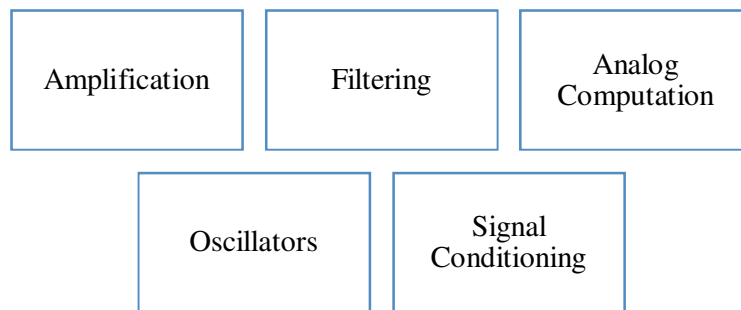 Amplification
Filtering
Analog
Computation
Oscillators
Signal
Conditioning